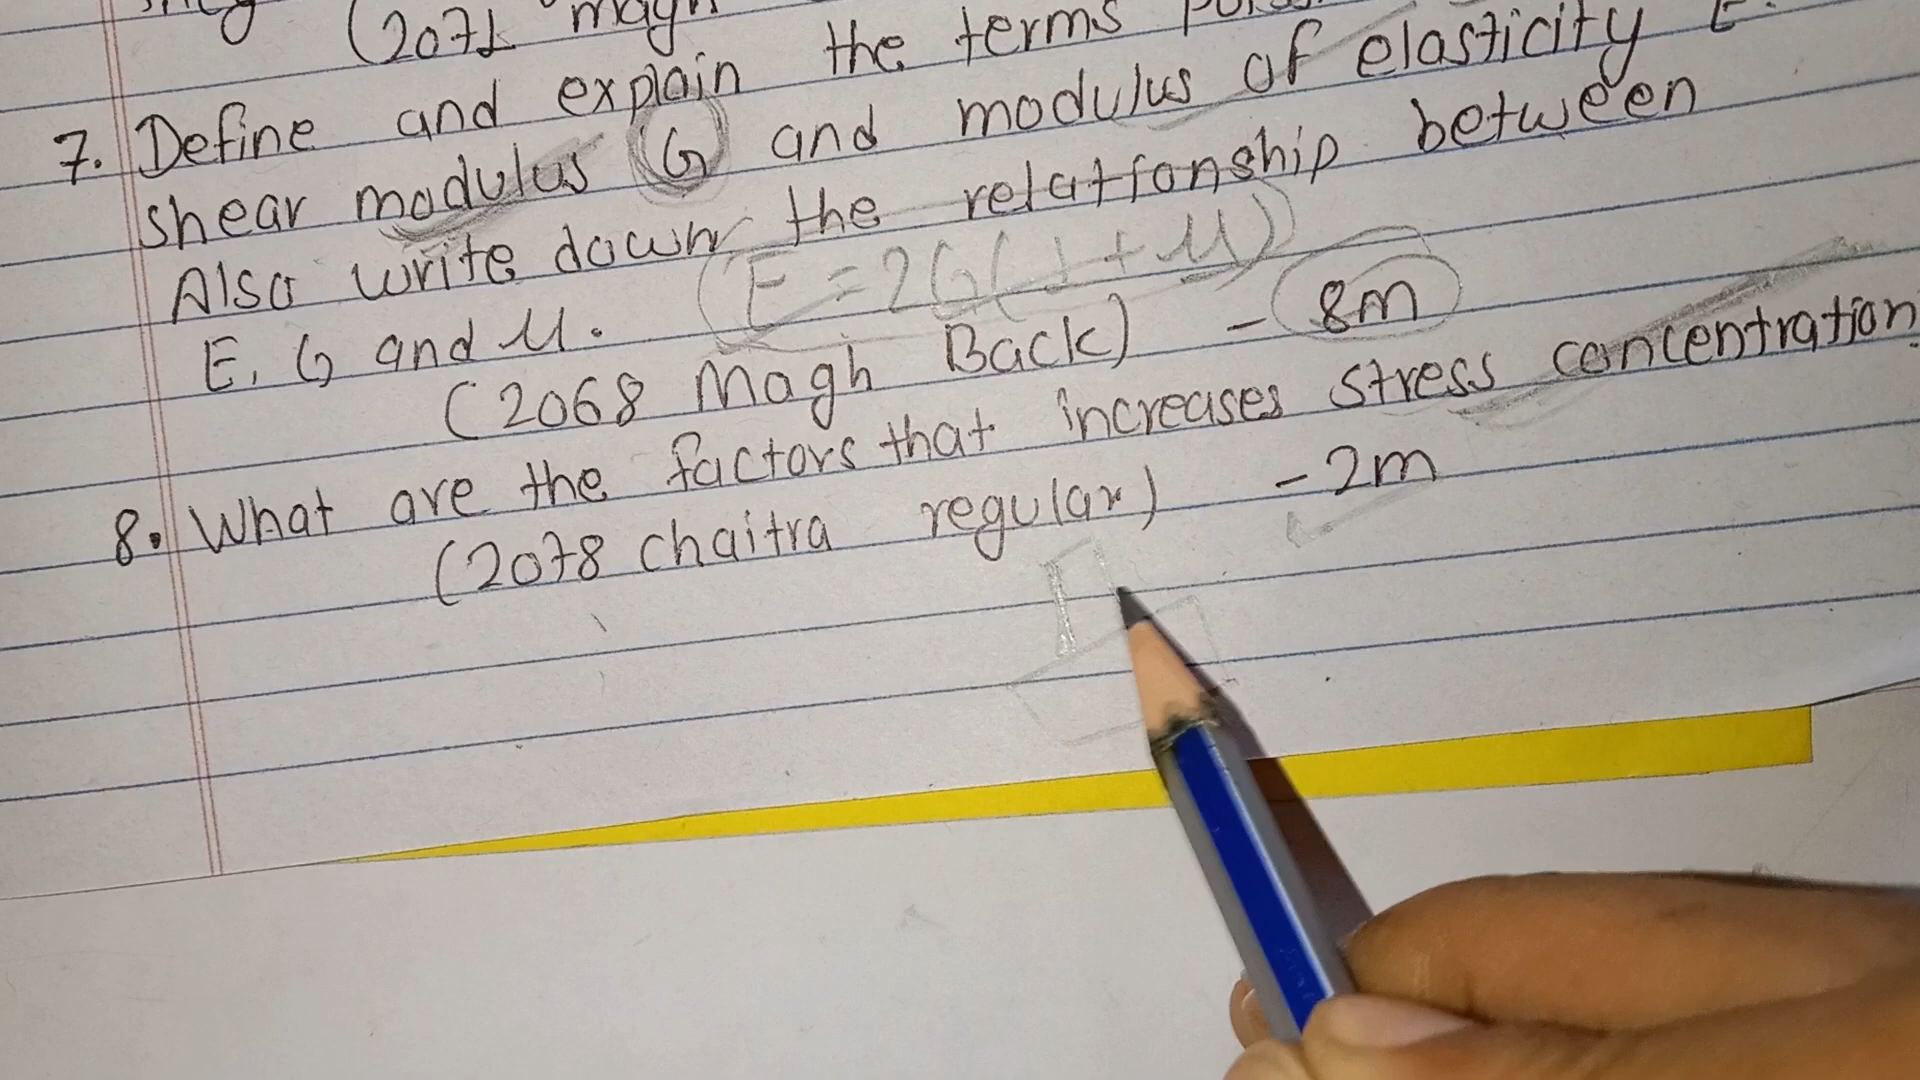 (2071 magh
7. Define and explain the terms
shear modulus G and modulus of elasticity E.
Also write down the relationship between
E, G and μ. (E = 2G(1+μ))
(2068 Magh Back) - 8m
8. What are the factors that increases stress concentration.
(2078 chaitra regular) - 2m